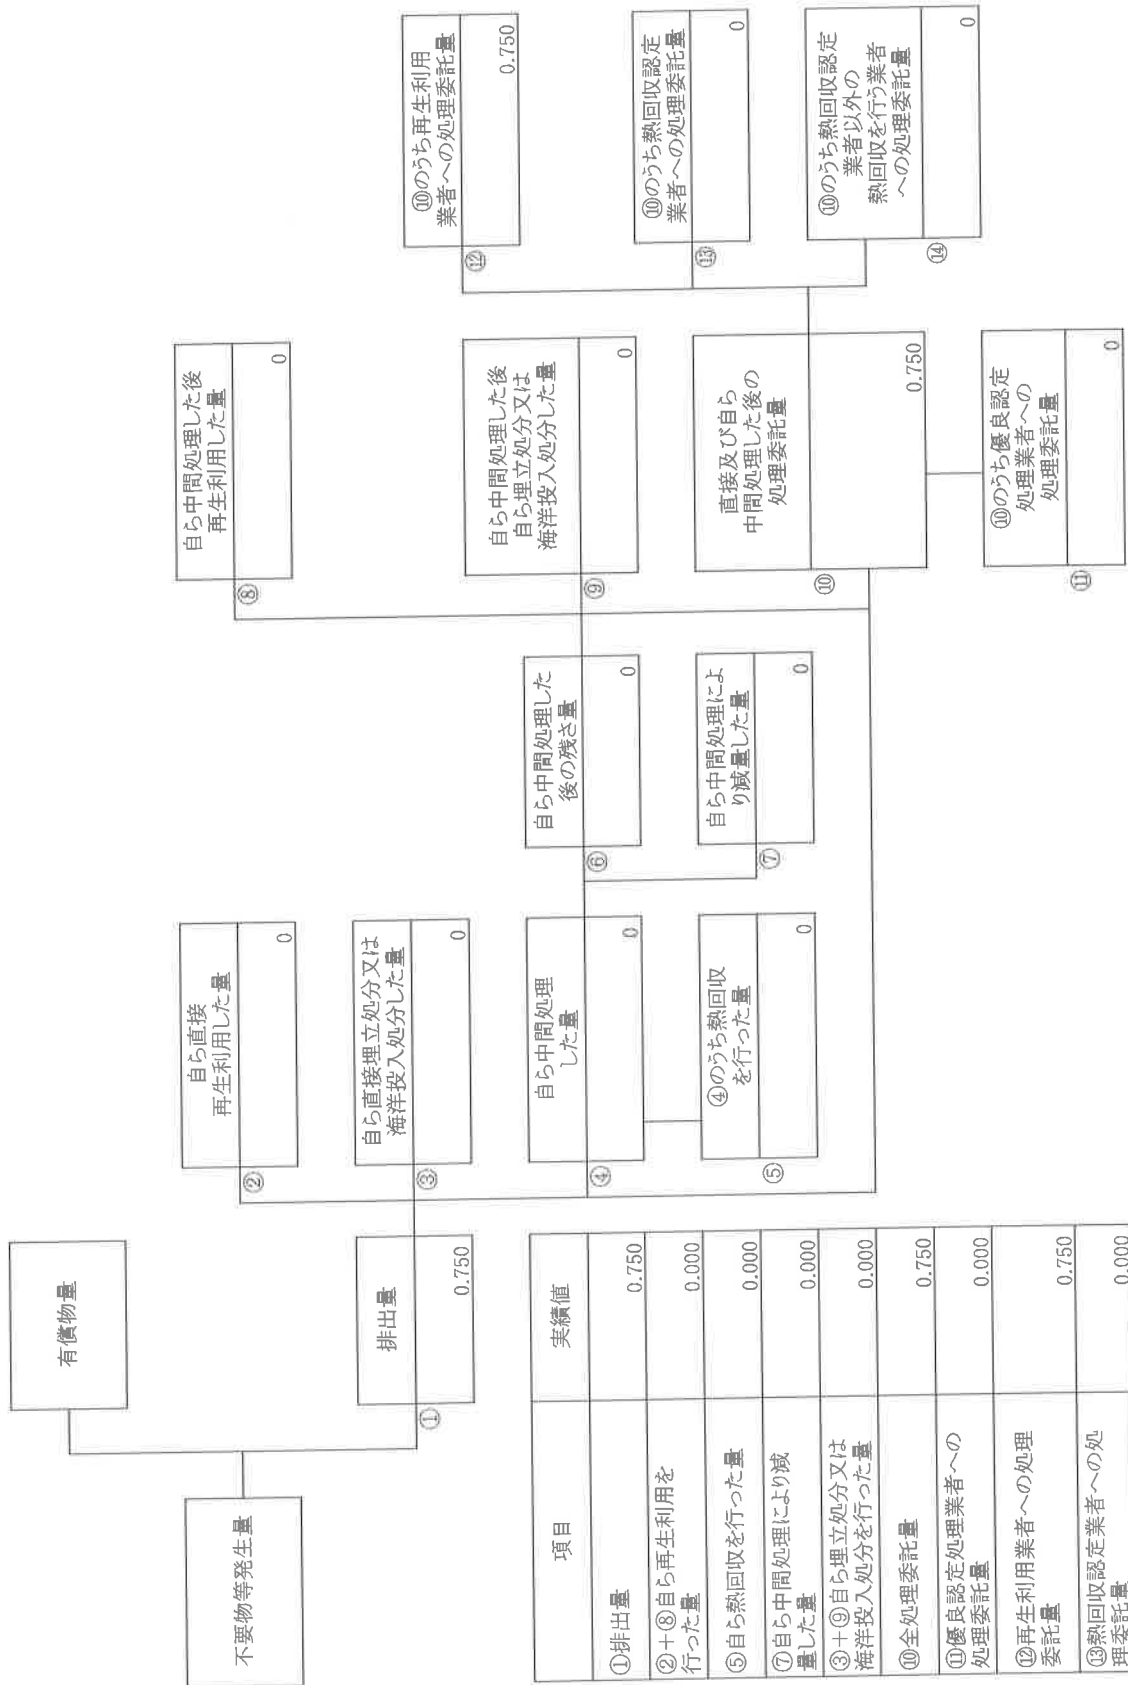 不要物等発生量
有償物量
①
排出量
0.750
②
自ら直接
再生利用した量
0
③
自ら直接埋立処分又は
海洋投入処分した量
0
④
自ら中間処理
した量
0
⑤
④のうち熱回収
を行った量
0
⑥
自ら中間処理した
後の残さ量
0
⑦
自ら中間処理によ
り減量した量
0
⑧
自ら中間処理した後
再生利用した量
0
⑨
自ら中間処理した後
自ら埋立処分又は
海洋投入処分した量
0
⑩
直接及び自ら
中間処理した後の
処理委託量
0.750
⑪
⑩のうち優良認定
処理業者への
処理委託量
0
⑫
⑩のうち再生利用
業者への処理委託量
0.750
⑬
⑩のうち熱回収認定
業者への処理委託量
0
⑭
⑩のうち熱回収認定
業者以外の
熱回収を行う業者
への処理委託量
0
項目
実績値
①排出量
0.750
②+⑧自ら再生利用を
行った量
0.000
⑤自ら熱回収を行った量
0.000
⑦自ら中間処理により減
量した量
0.000
③+⑨自ら埋立処分又は
海洋投入処分を行った量
0.000
⑩全処理委託量
0.750
⑪優良認定処理業者への
処理委託量
0.000
⑫再生利用業者への処理
委託量
0.750
⑬熱回収認定業者への処
理委託量
0.000